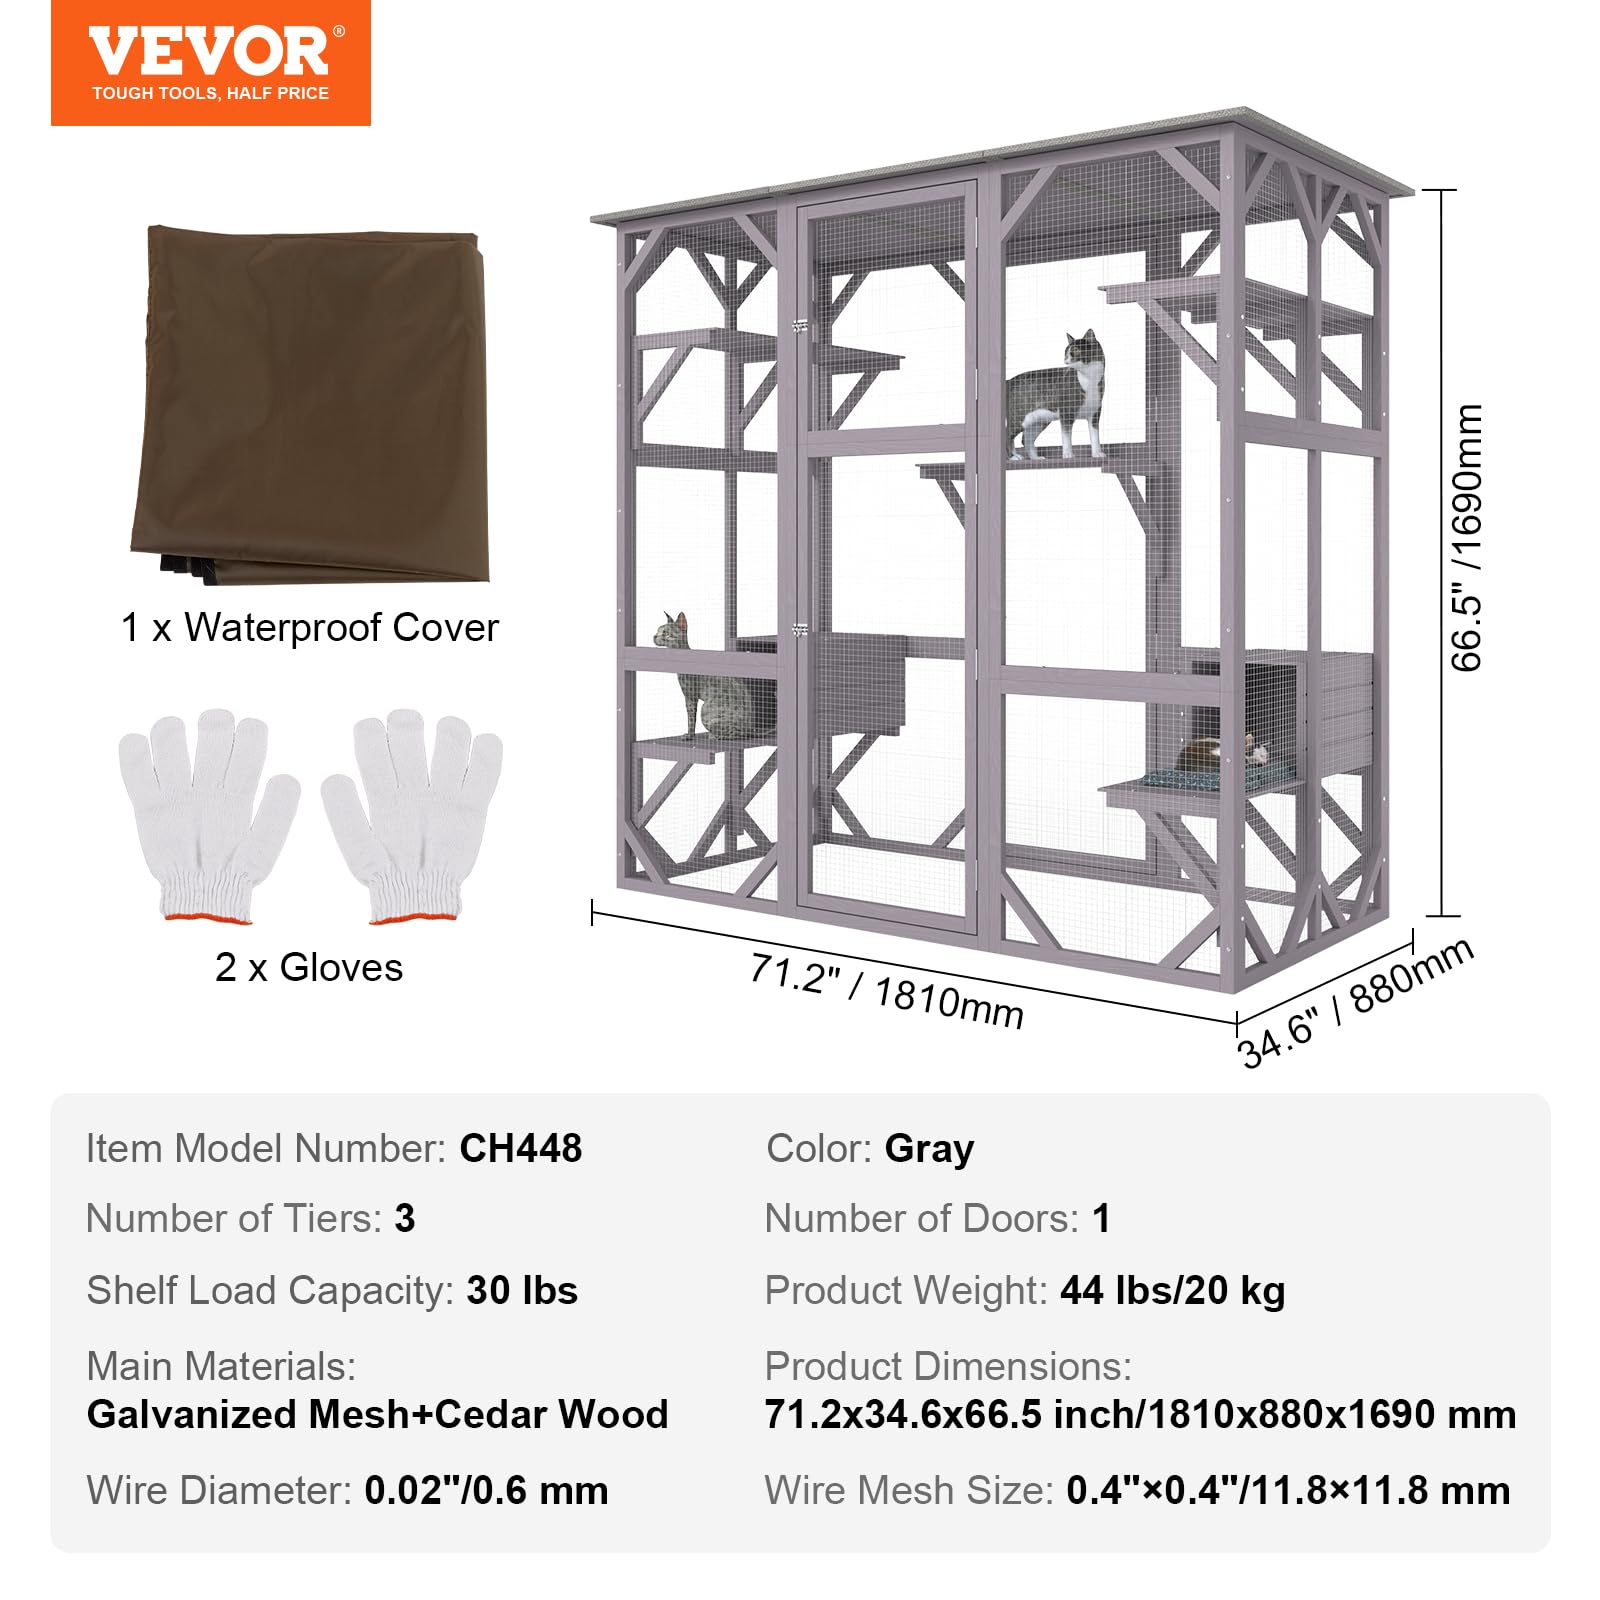 VEVOR®
TOUGH TOOLS, HALF PRICE
1 x Waterproof Cover
2 x Gloves
66.5" /1690mm
71.2" / 1810mm
34.6" / 880mm
Item Model Number: CH448
Color: Gray
Number of Tiers: 3
Number of Doors: 1
Shelf Load Capacity: 30 lbs
Product Weight: 44 lbs/20 kg
Main Materials:
Galvanized Mesh+Cedar Wood
Product Dimensions:
71.2x34.6x66.5 inch/1810x880x1690 mm
Wire Diameter: 0.02"/0.6 mm
Wire Mesh Size: 0.4"×0.4"/11.8×11.8 mm